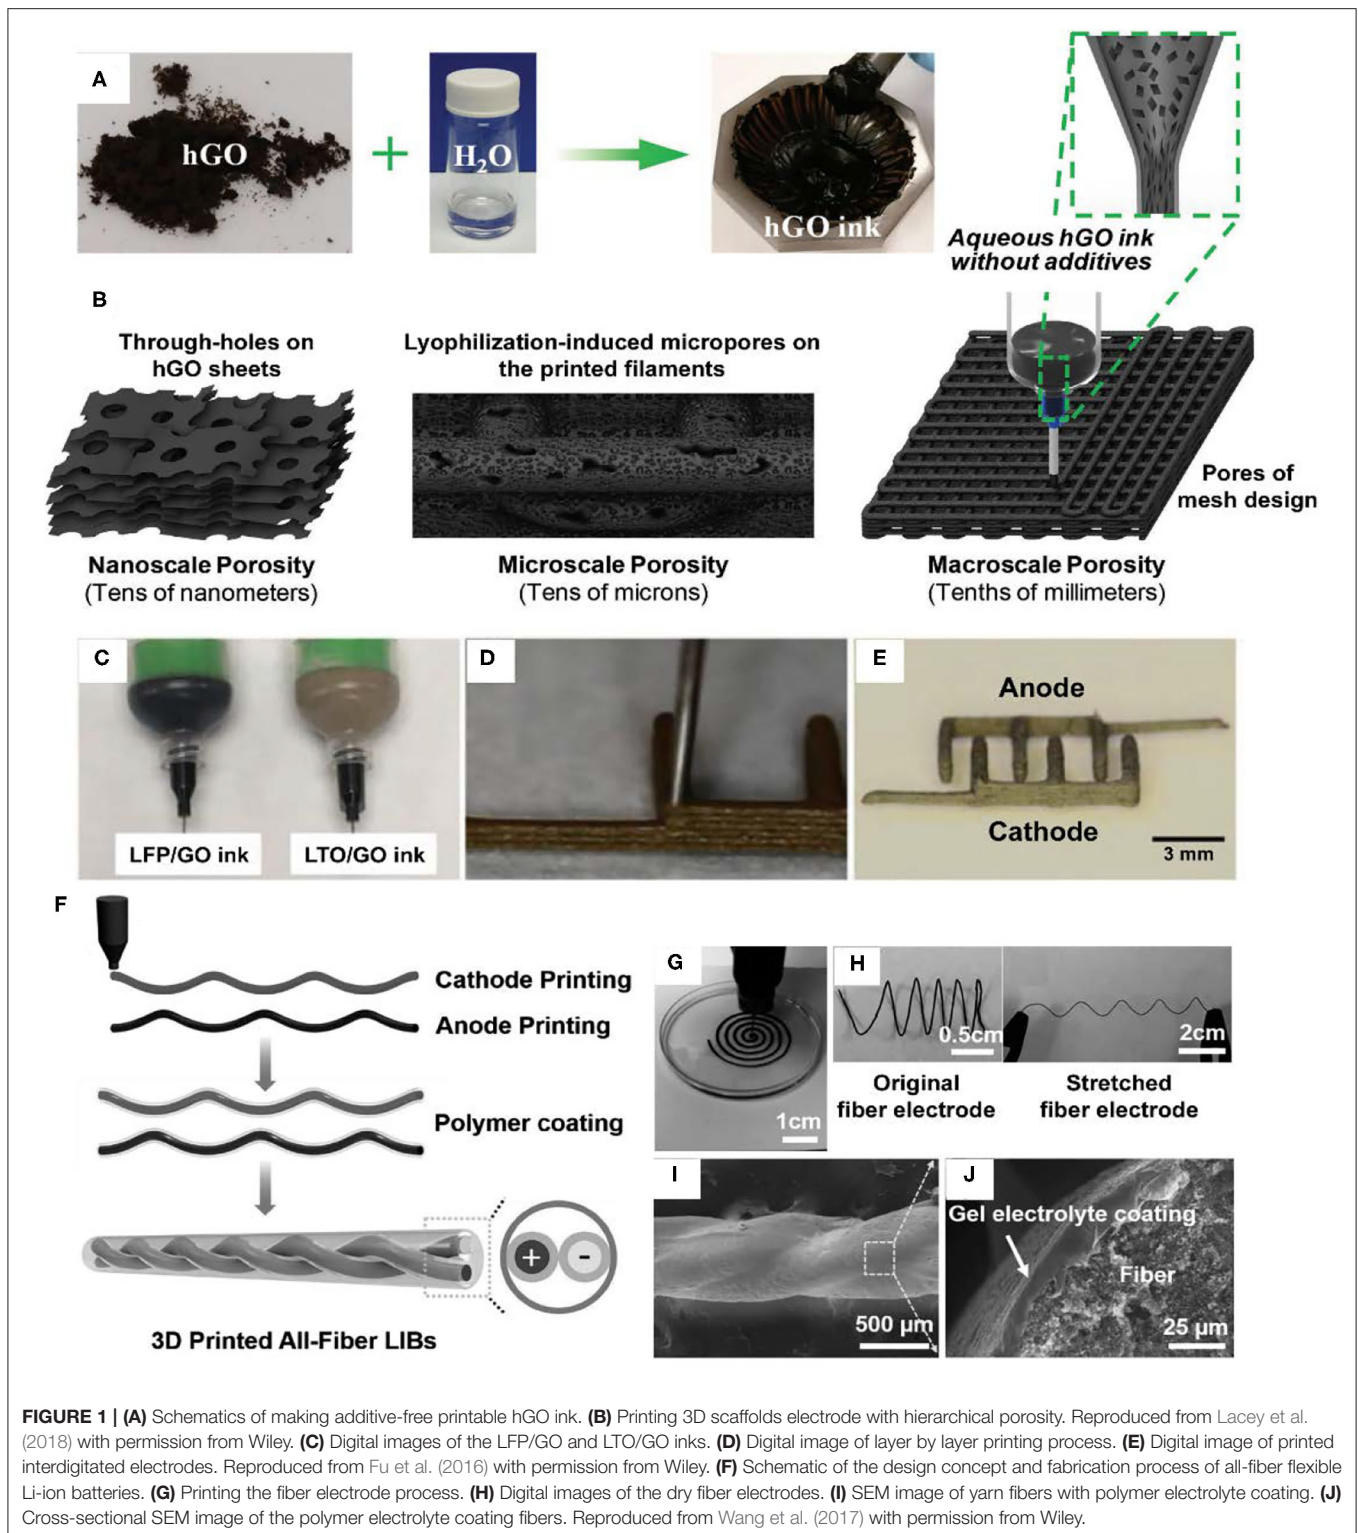 A
hGO
+
H2O
hGO ink
Aqueous hGO ink
without additives
B
Through-holes on
hGO sheets
Nanoscale Porosity
(Tens of nanometers)
Lyophilization-induced micropores on
the printed filaments
Microscale Porosity
(Tens of microns)
Pores of
mesh design
Macroscale Porosity
(Tenths of millimeters)
C
LFP/GO ink
LTO/GO ink
D
E
Anode
Cathode
3 mm
F
Cathode Printing
Anode Printing
Polymer coating
+
-
3D Printed All-Fiber LIBs
G
1cm
H
0.5cm
2cm
Original
fiber electrode
Stretched
fiber electrode
I
500 µm
J
Gel electrolyte coating
Fiber
25 µm
FIGURE 1 | (A) Schematics of making additive-free printable hGO ink. (B) Printing 3D scaffolds electrode with hierarchical porosity. Reproduced from Lacey et al.
(2018) with permission from Wiley. (C) Digital images of the LFP/GO and LTO/GO inks. (D) Digital image of layer by layer printing process. (E) Digital image of printed
interdigitated electrodes. Reproduced from Fu et al. (2016) with permission from Wiley. (F) Schematic of the design concept and fabrication process of all-fiber flexible
Li-ion batteries. (G) Printing the fiber electrode process. (H) Digital images of the dry fiber electrodes. (I) SEM image of yarn fibers with polymer electrolyte coating. (J)
Cross-sectional SEM image of the polymer electrolyte coating fibers. Reproduced from Wang et al. (2017) with permission from Wiley.